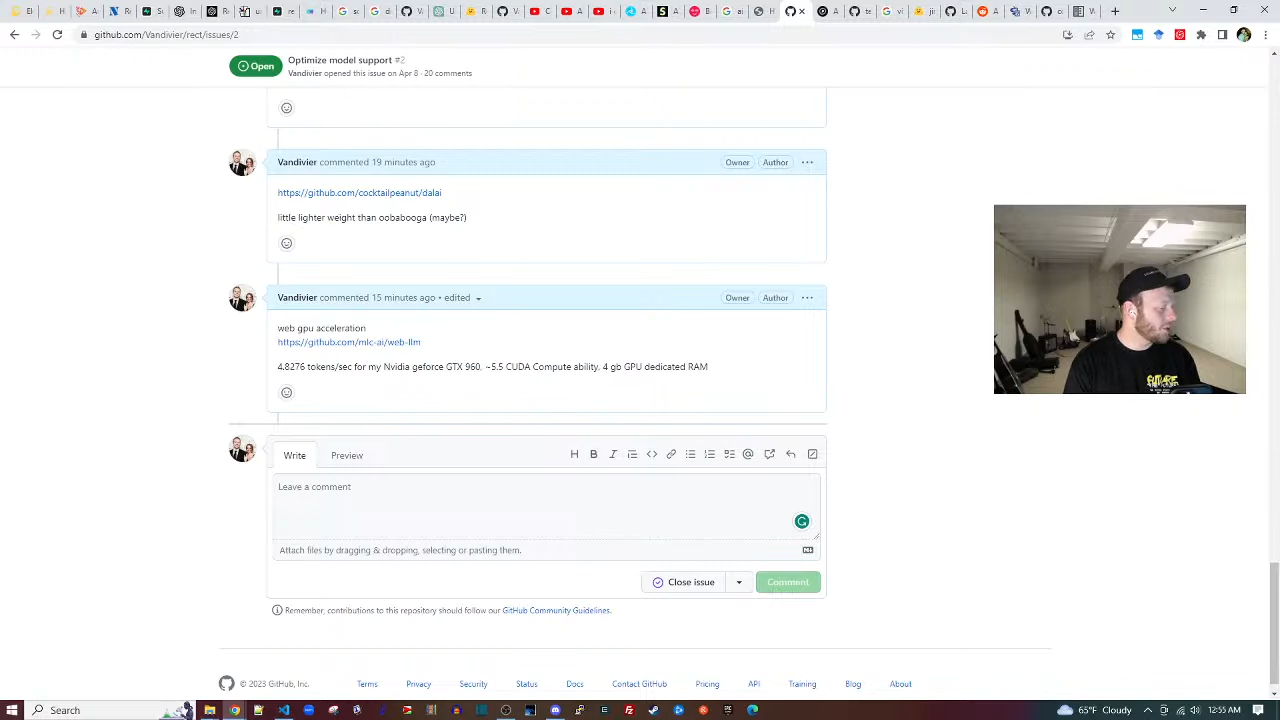 github.com/Vandivier/rect/issues/2
Open
Optimize model support #2
Vandivier opened this issue on Apr 8 · 20 comments
Vandivier commented 19 minutes ago
Owner
Author
https://github.com/cocktailpeanut/dalai
little lighter weight than oobabooga (maybe?)
Vandivier commented 15 minutes ago • edited
Owner
Author
web gpu acceleration
https://github.com/mlc-ai/web-llm
4.8276 tokens/sec for my Nvidia geforce GTX 960. ~5.5 CUDA Compute ability. 4 gb GPU dedicated RAM
Write
Preview
Leave a comment
Attach files by dragging & dropping, selecting or pasting them.
Close issue
Comment
Remember, contributions to this repository should follow our GitHub Community Guidelines.
© 2023 GitHub, Inc.
Terms
Privacy
Security
Status
Docs
Contact GitHub
Pricing
API
Training
Blog
About
Search
65°F Cloudy
12:55 AM